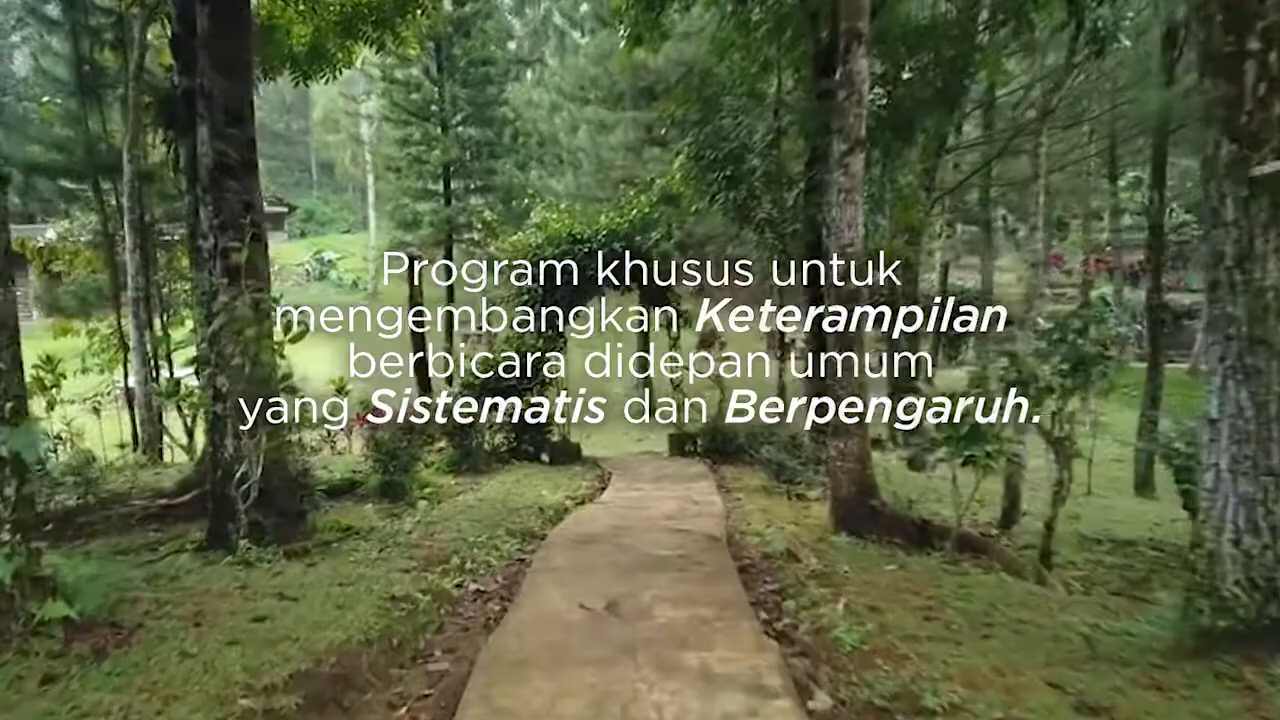 Program khusus untuk
mengembangkan Keterampilan
berbicara didepan umum
yang Sistematis dan Berpengaruh.